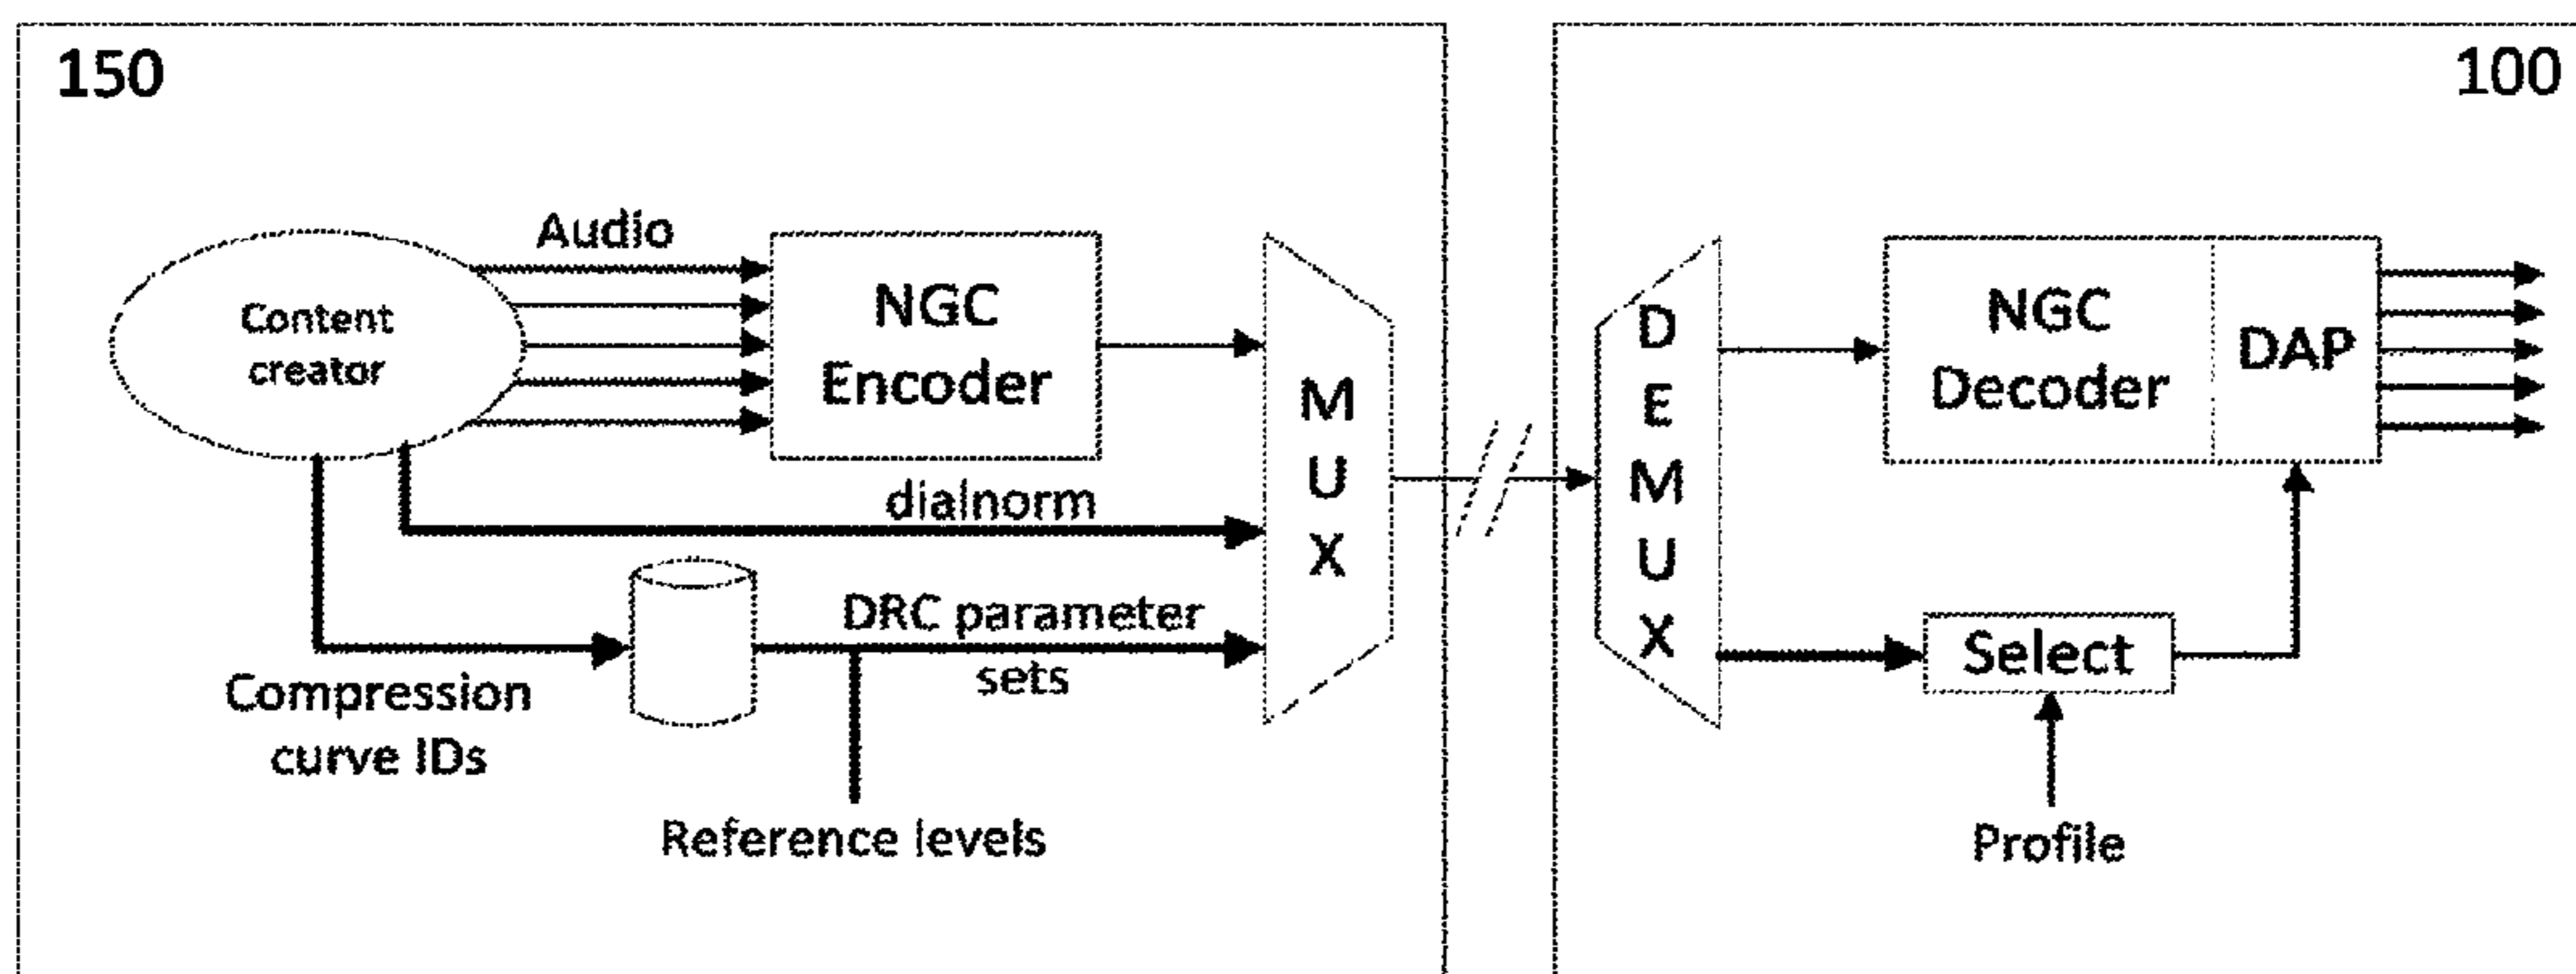 150
100
Audio
Content
creator
NGC
Encoder
dialnorm
DRC parameter
sets
Compression
curve IDs
Reference levels
M
U
X
D
E
M
U
X
NGC
Decoder
DAP
Select
Profile